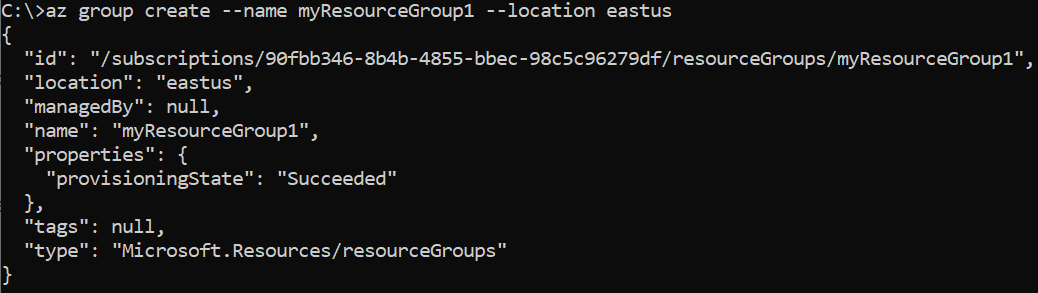 C:\>az group create --name myResourceGroup1 --location eastus
{
  "id": "/subscriptions/90fbb346-8b4b-4855-bbec-98c5c96279df/resourceGroups/myResourceGroup1",
  "location": "eastus",
  "managedBy": null,
  "name": "myResourceGroup1",
  "properties": {
    "provisioningState": "Succeeded"
  },
  "tags": null,
  "type": "Microsoft.Resources/resourceGroups"
}